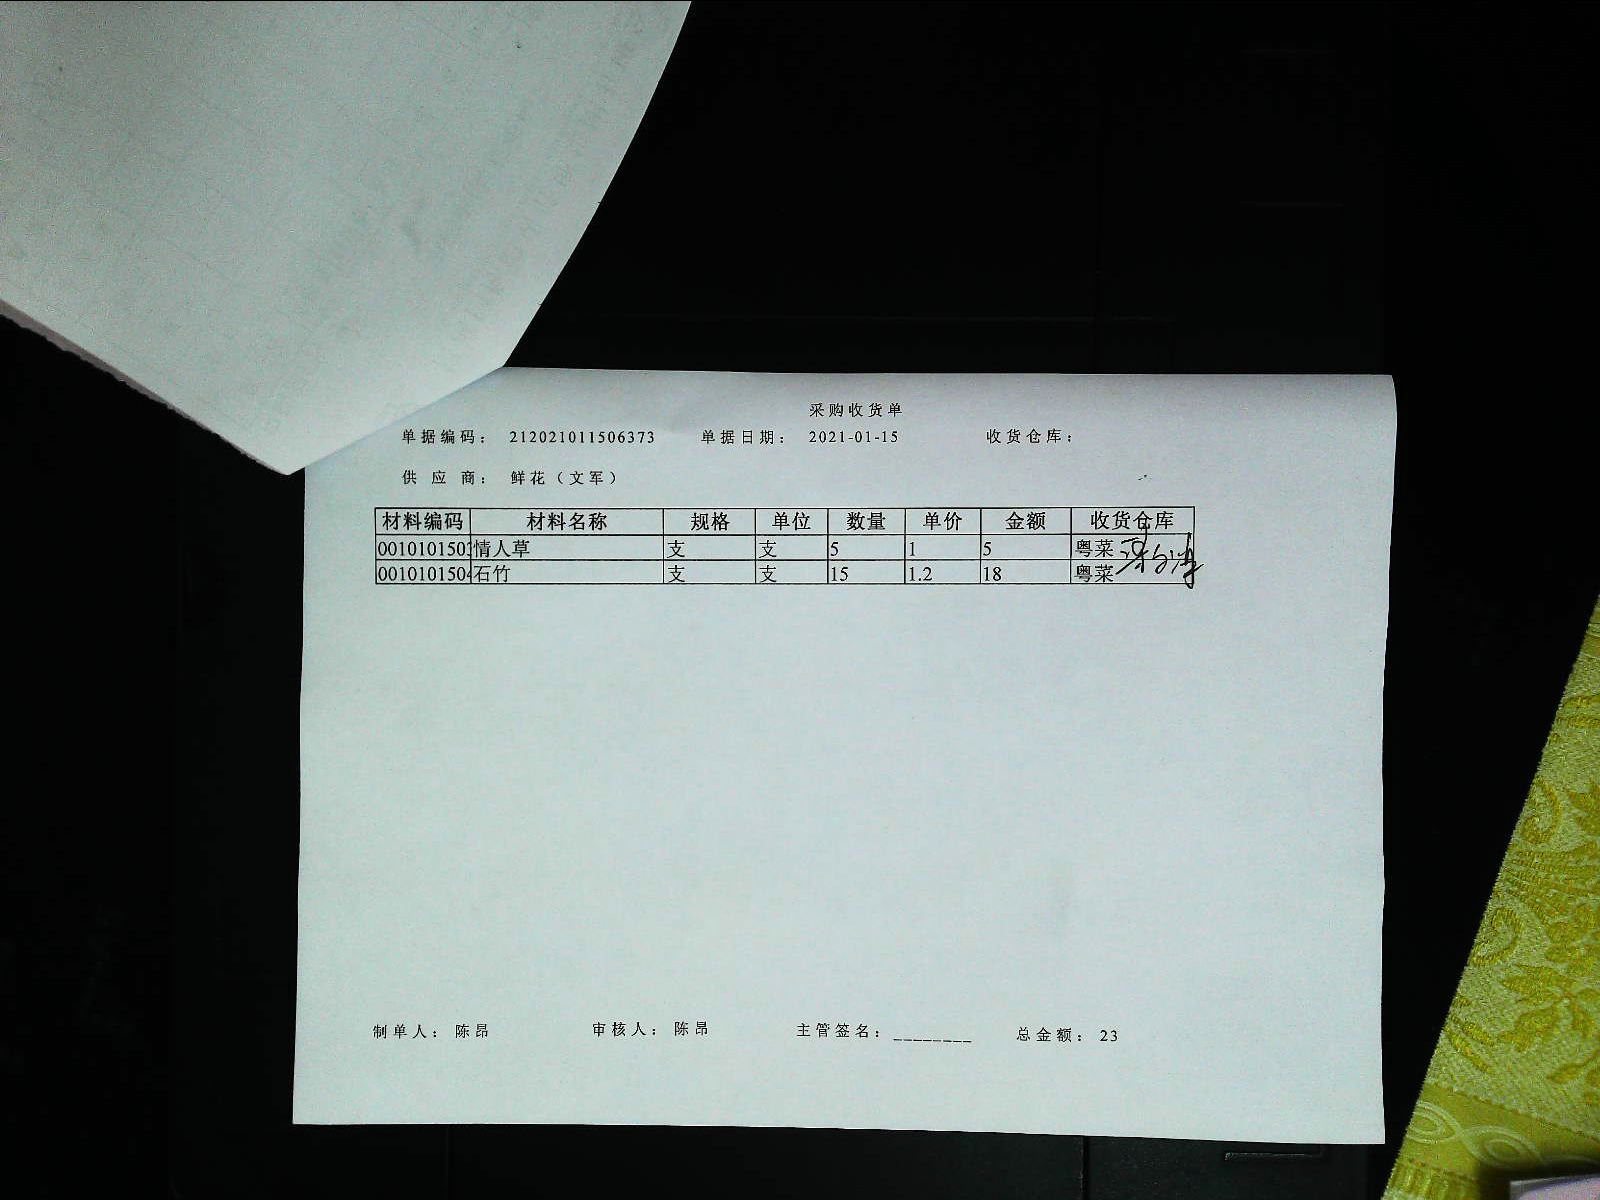 采购收货单
单据编码： 212021011506373 单据日期： 2021-01-15 收货仓库：
供 应 商： 鲜花（文军）
材料编码 材料名称 规格 单位 数量 单价 金额 收货仓库
001010150 情人草 支 支 5 1 5 粤菜
0010101504 石竹 支 支 15 1.2 18 粤菜
制单人： 陈昂 审核人： 陈昂 主管签名：________ 总金额： 23